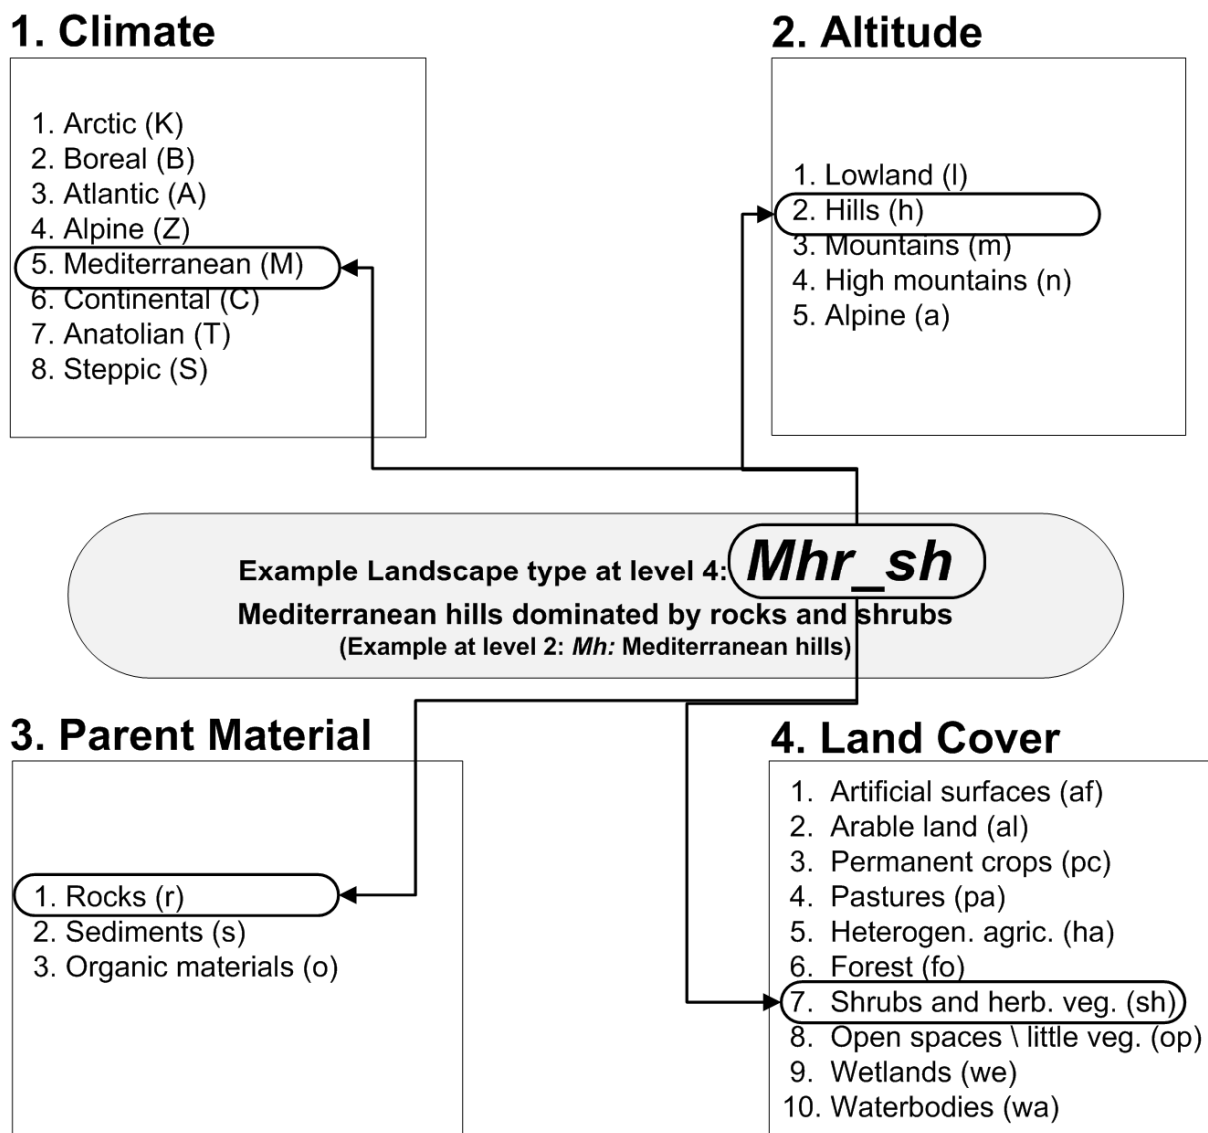 1. Climate
1. Arctic (K)
2. Boreal (B)
3. Atlantic (A)
4. Alpine (Z)
5. Mediterranean (M)
6. Continental (C)
7. Anatolian (T)
8. Steppic (S)
2. Altitude
1. Lowland (l)
2. Hills (h)
3. Mountains (m)
4. High mountains (n)
5. Alpine (a)
Example Landscape type at level 4: Mhr_sh
Mediterranean hills dominated by rocks and shrubs
(Example at level 2: Mh: Mediterranean hills)
3. Parent Material
1. Rocks (r)
2. Sediments (s)
3. Organic materials (o)
4. Land Cover
1. Artificial surfaces (af)
2. Arable land (al)
3. Permanent crops (pc)
4. Pastures (pa)
5. Heterogen. agric. (ha)
6. Forest (fo)
7. Shrubs and herb. veg. (sh)
8. Open spaces \ little veg. (op)
9. Wetlands (we)
10. Waterbodies (wa)